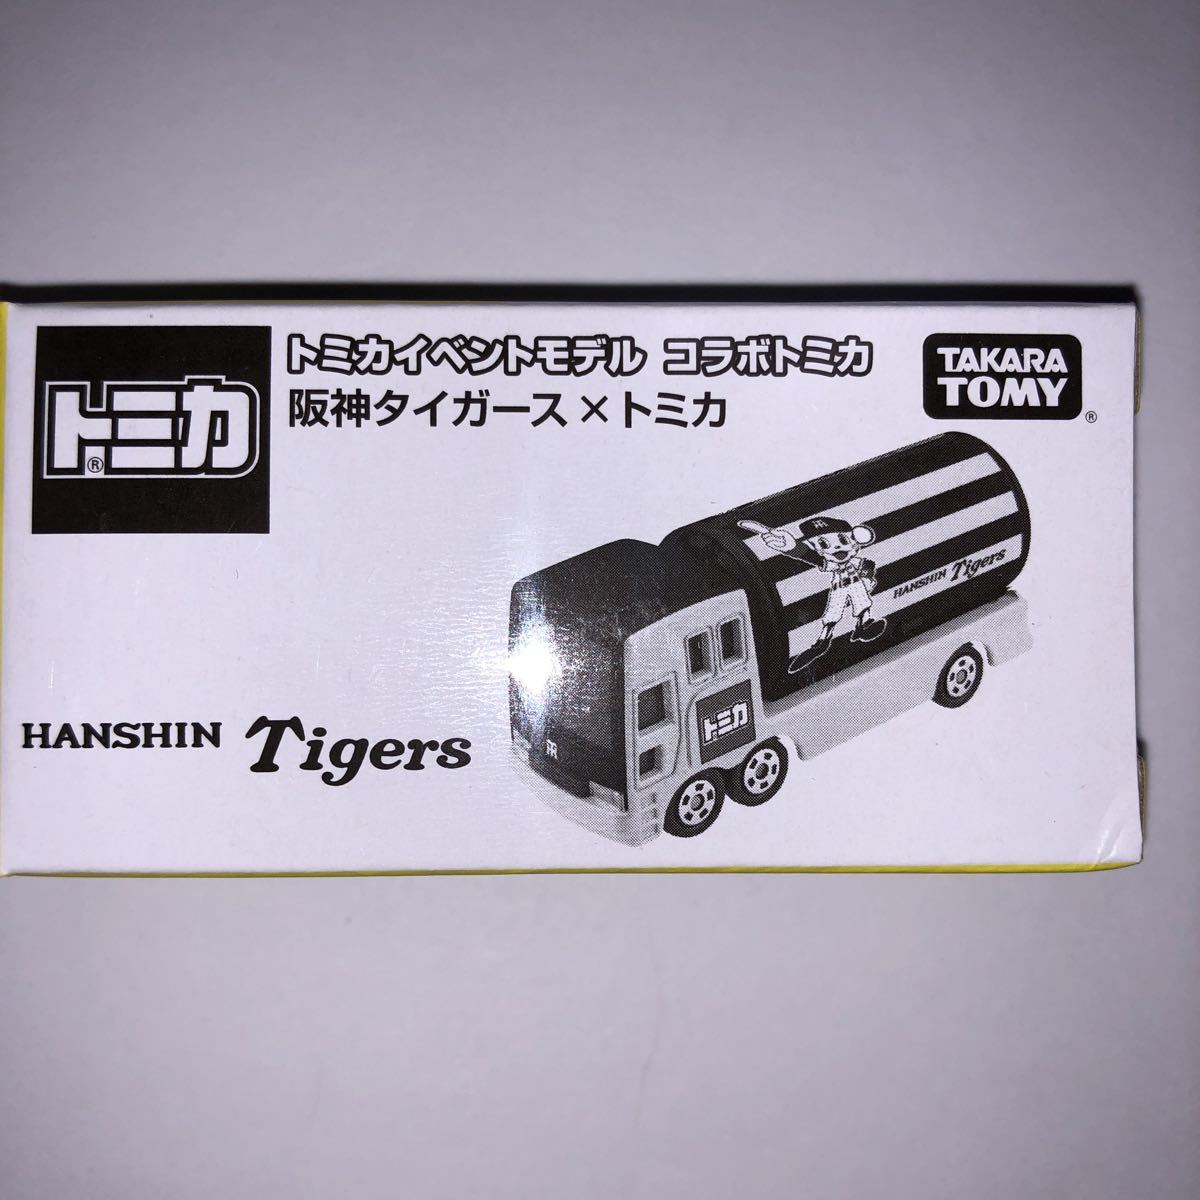 トミカ®
トミカイベントモデル コラボトミカ
阪神タイガース×トミカ
TAKARA
TOMY
®
HANSHIN Tigers
トミカ
HANSHIN Tigers